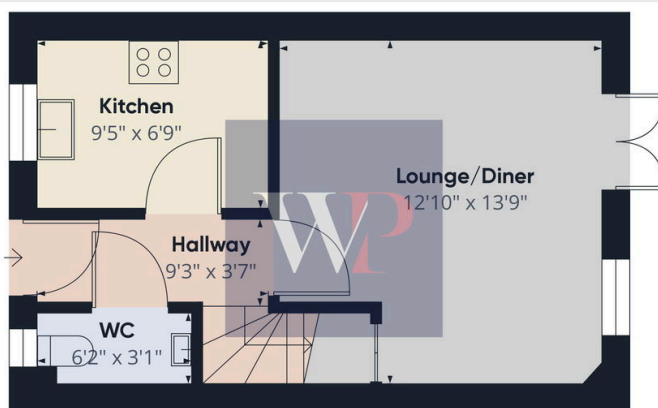 Kitchen
9'5" x 6'9"
Lounge/Diner
12'10" x 13'9"
WP
Hallway
9'3" x 3'7"
WC
6'2" x 3'1"